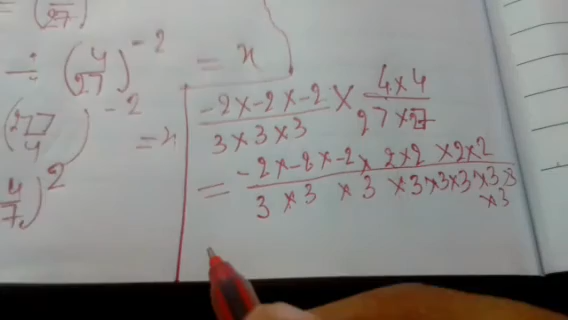 = ( /27)
÷ (4/27)^-2 = x
(27/4)^-2 = x
4/7)^2
-2×-2×-2/3×3×3 × 4×4/27×27
= -2×-2×-2×2×2×2×2/3×3×3×3×3×3×3×3×3